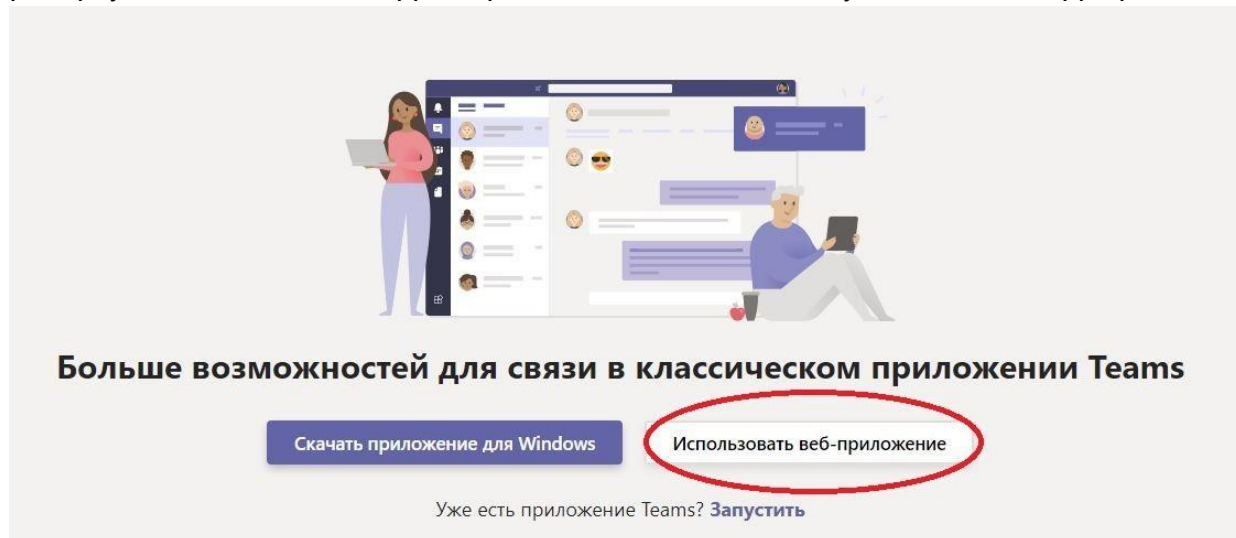 Больше возможностей для связи в классическом приложении Teams
Скачать приложение для Windows
Использовать веб-приложение
Уже есть приложение Teams? Запустить